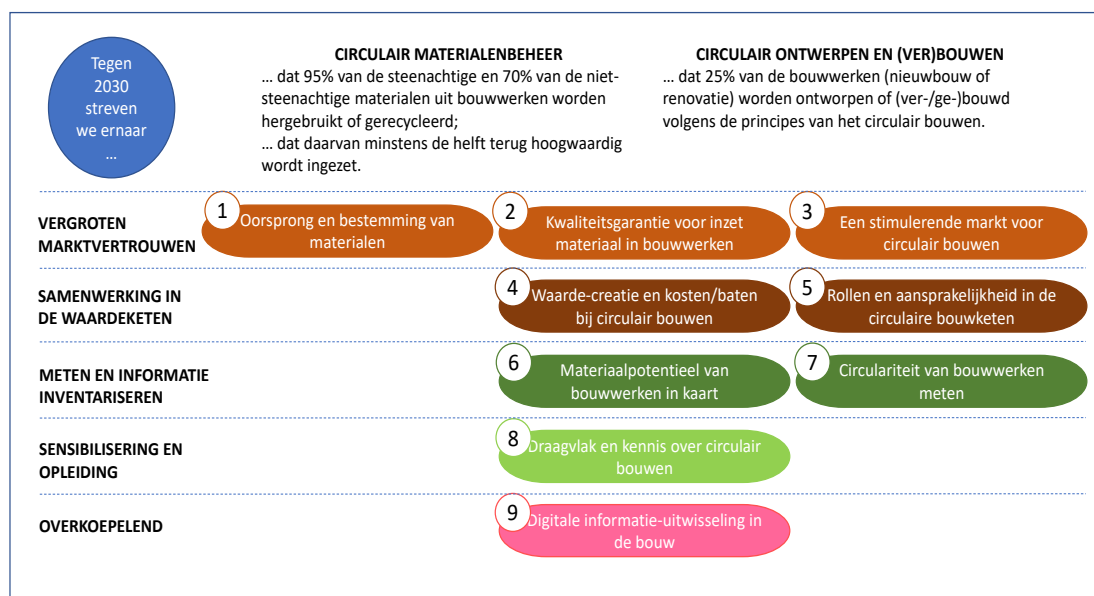 Tegen
2030
streven
we ernaar
...
CIRCULAIR MATERIALENBEHEER
... dat 95% van de steenachtige en 70% van de niet-
steenachtige materialen uit bouwwerken worden
hergebruikt of gerecycleerd;
... dat daarvan minstens de helft terug hoogwaardig
wordt ingezet.
CIRCULAIR ONTWERPEN EN (VER)BOUWEN
... dat 25% van de bouwwerken (nieuwbouw of
renovatie) worden ontworpen of (ver-/ge-)bouwd
volgens de principes van het circulair bouwen.
VERGROTEN
MARKTVERTROUWEN
1
Oorsprong en bestemming van
materialen
2
Kwaliteitsgarantie voor inzet
materiaal in bouwwerken
3
Een stimulerende markt voor
circulair bouwen
SAMENWERKING IN
DE WAARDEKETEN
4
Waarde-creatie en kosten/baten
bij circulair bouwen
5
Rollen en aansprakelijkheid in de
circulaire bouwketen
METEN EN INFORMATIE
INVENTARISEREN
6
Materiaalpotentieel van
bouwwerken in kaart
7
Circulariteit van bouwwerken
meten
SENSIBILISERING EN
OPLEIDING
8
Draagvlak en kennis over circulair
bouwen
OVERKOEPELEND
9
Digitale informatie-uitwisseling in
de bouw